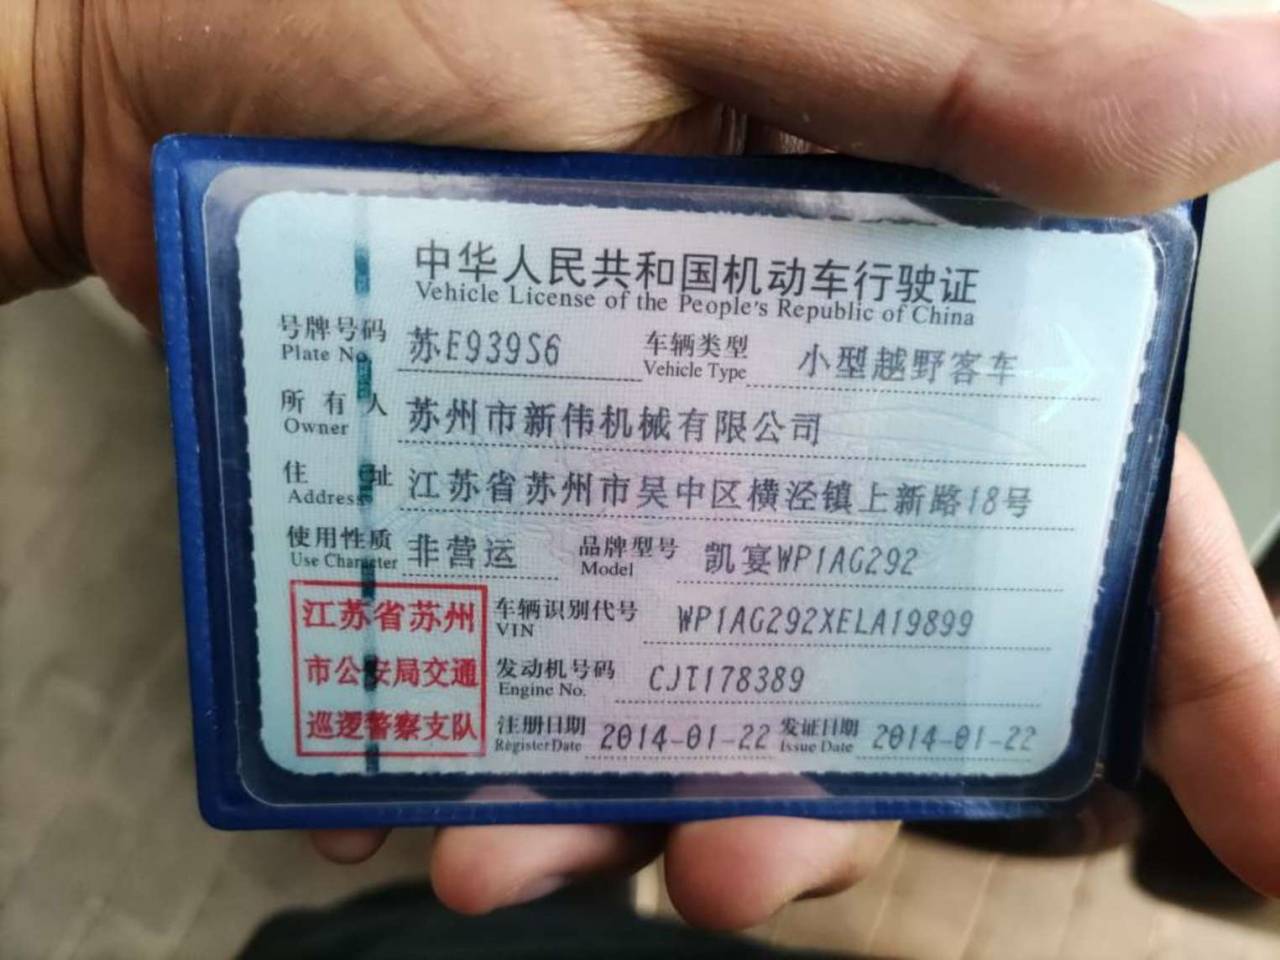 中华人民共和国机动车行驶证
Vehicle License of the People's Republic of China
号牌号码 苏E939S6 车辆类型 小型越野客车
Plate No. Vehicle Type
所有人 苏州市新伟机械有限公司
Owner
住址 江苏省苏州市吴中区横泾镇上新路18号
Address
使用性质 非营运 品牌型号 凯宴WP1AG292
Use Character Model
江苏省苏州
市公安局交通
巡逻警察支队
车辆识别代号 WP1AG292XELA19899
VIN
发动机号码 CJT178389
Engine No.
注册日期 2014-01-22 发证日期 2014-01-22
Register Date Issue Date